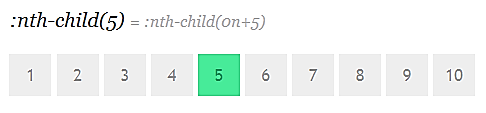 :nth-child(5) = :nth-child(0n+5)
1 2 3 4 5 6 7 8 9 10